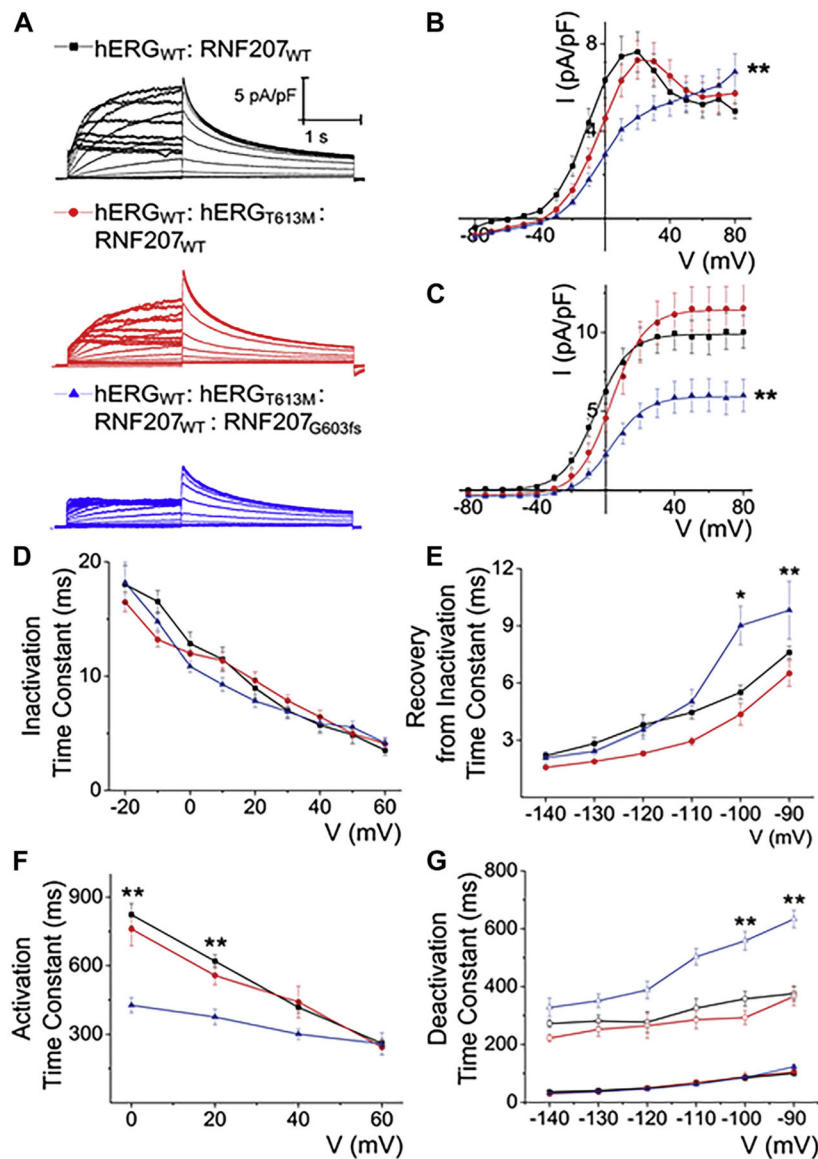 A
hERGWT: RNF207WT
5 pA/pF
1 s
hERGWT: hERGT613M:
RNF207WT
hERGWT: hERGT613M:
RNF207WT: RNF207G603fs
B
I (pA/pF)
8
4
-80
-40
40
80
V (mV)
**
C
I (pA/pF)
10
5
-80
-40
0
40
80
V (mV)
**
D
Inactivation
Time Constant (ms)
20
10
0
-20
0
20
40
60
V (mV)
E
Recovery
from Inactivation
Time Constant (ms)
12
9
6
3
* **
-140 -130 -120 -110 -100 -90
V (mV)
F
Activation
Time Constant (ms)
900
600
300
**
**
0
20
40
60
V (mV)
G
Deactivation
Time Constant (ms)
800
600
400
200
0
** **
-140 -130 -120 -110 -100 -90
V (mV)